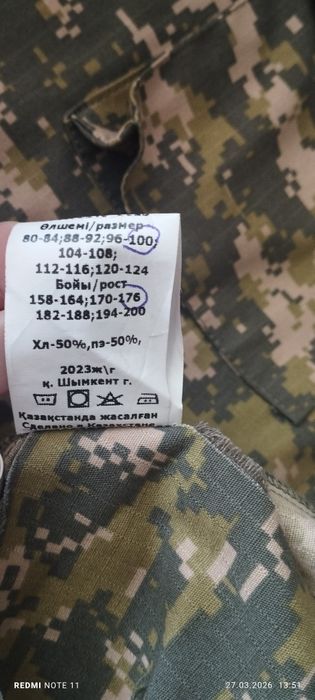 Өлшемі/размер
80-84;88-92;96-100;
104-108;
112-116;120-124
Бойы/рост
158-164;170-176
182-188;194-200
Хл-50%,пэ-50%,
2023ж\г
қ. Шымкент г.
Қазақстанда жасалған
Сделано в Казахстане
REDMI NOTE 11
27.03.2026 13:51